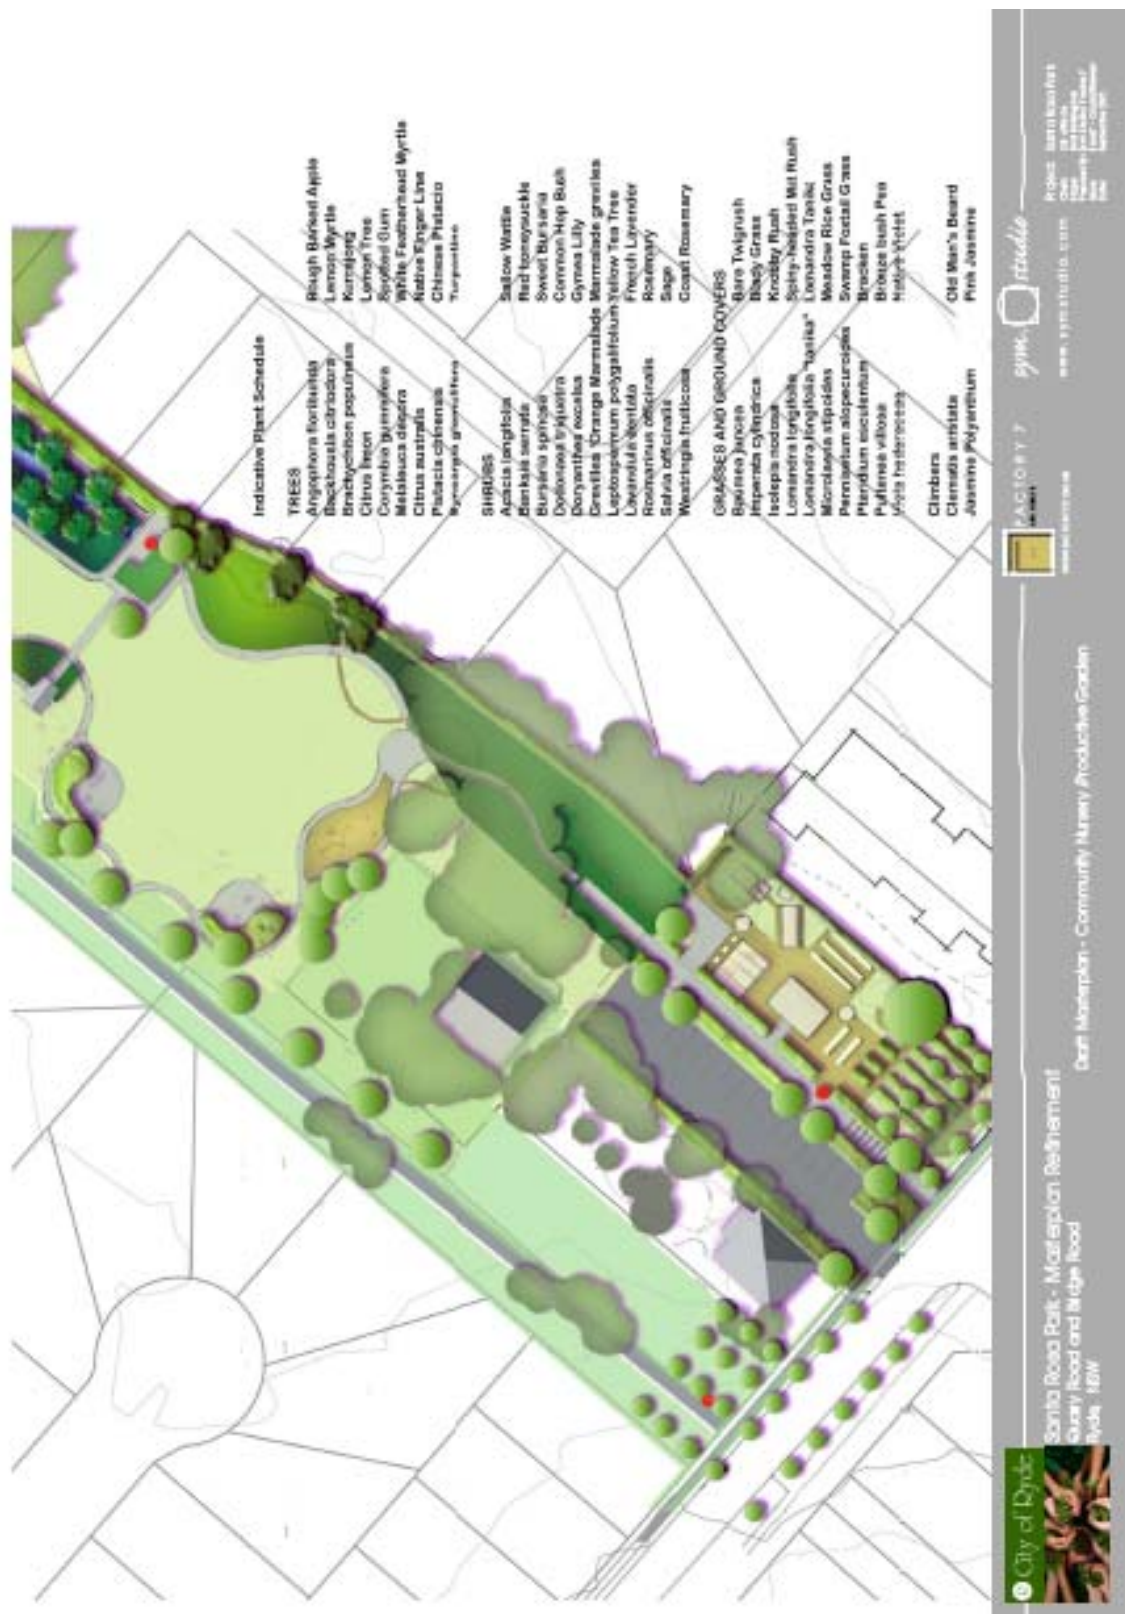 Indicative Plant Schedule
TREES
Angophora floribunda Rough Barked Apple
Backhousia citriodora Lemon Myrtle
Brachychiton populneus Kurrajong
Citrus limon Lemon Tree
Corymbia gummifera Spotted Gum
Melaleuca decora White Featherhead Myrtle
Citrus australis Native Finger Lime
Pistacia chinensis Chinese Pistacio
Turpentine
SHRUBS
Acacia longifolia Sallow Wattle
Banksia serrata Red honeysuckle
Bursaria spinosa Sweet Bursaria
Dodonaea triquetra Common Hop Bush
Doryanthes excelsa Gymea Lilly
Grevillea 'Orange Marmalade Marmalade grevillea
Leptospermum polygalifolium Yellow Tea Tree
Lavandula dentata French Lavender
Rosmarinus officinalis Rosemary
Salvia officinalis Sage
Westringia fruiticosa Coast Rosemary
GRASSES AND GROUND COVERS
Baumea juncea Bare Twigrush
Imperata cylindrica Blady Grass
Isolepis nodosa Knobby Rush
Lomandra longifolia Spiny-headed Mat Rush
Lomandra longifolia "tanika" Lomandra Tanika
Microlaena stipoides Meadow Rice Grass
Pennisetum alopecuroides Swamp Foxtail Grass
Pteridium esculentum Bracken
Pultenea villosa Bronze bush Pea
Viola hederacea Native Violet
Climbers
Clematis aristata Old Man's Beard
Jasmine Polyanthum Pink Jasmine
City of Ryde
Santa Rosa Park - Masterplan Refinement
Quarry Road and Bridge Road
Ryde NSW
Draft Masterplan - Community Nursery /Productive Garden
FACTORY 7
sym studio
www.symstudio.com